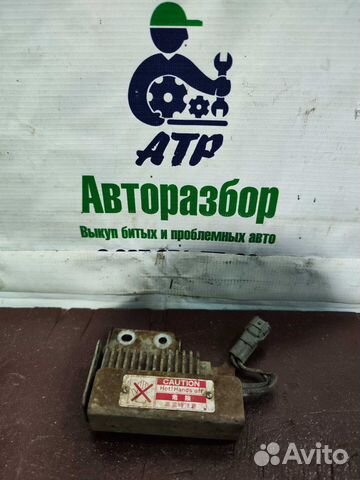 ATP
Авторазбор
Выкуп битых и проблемных авто
CAUTION
Hot! Hands off
危険
Avito